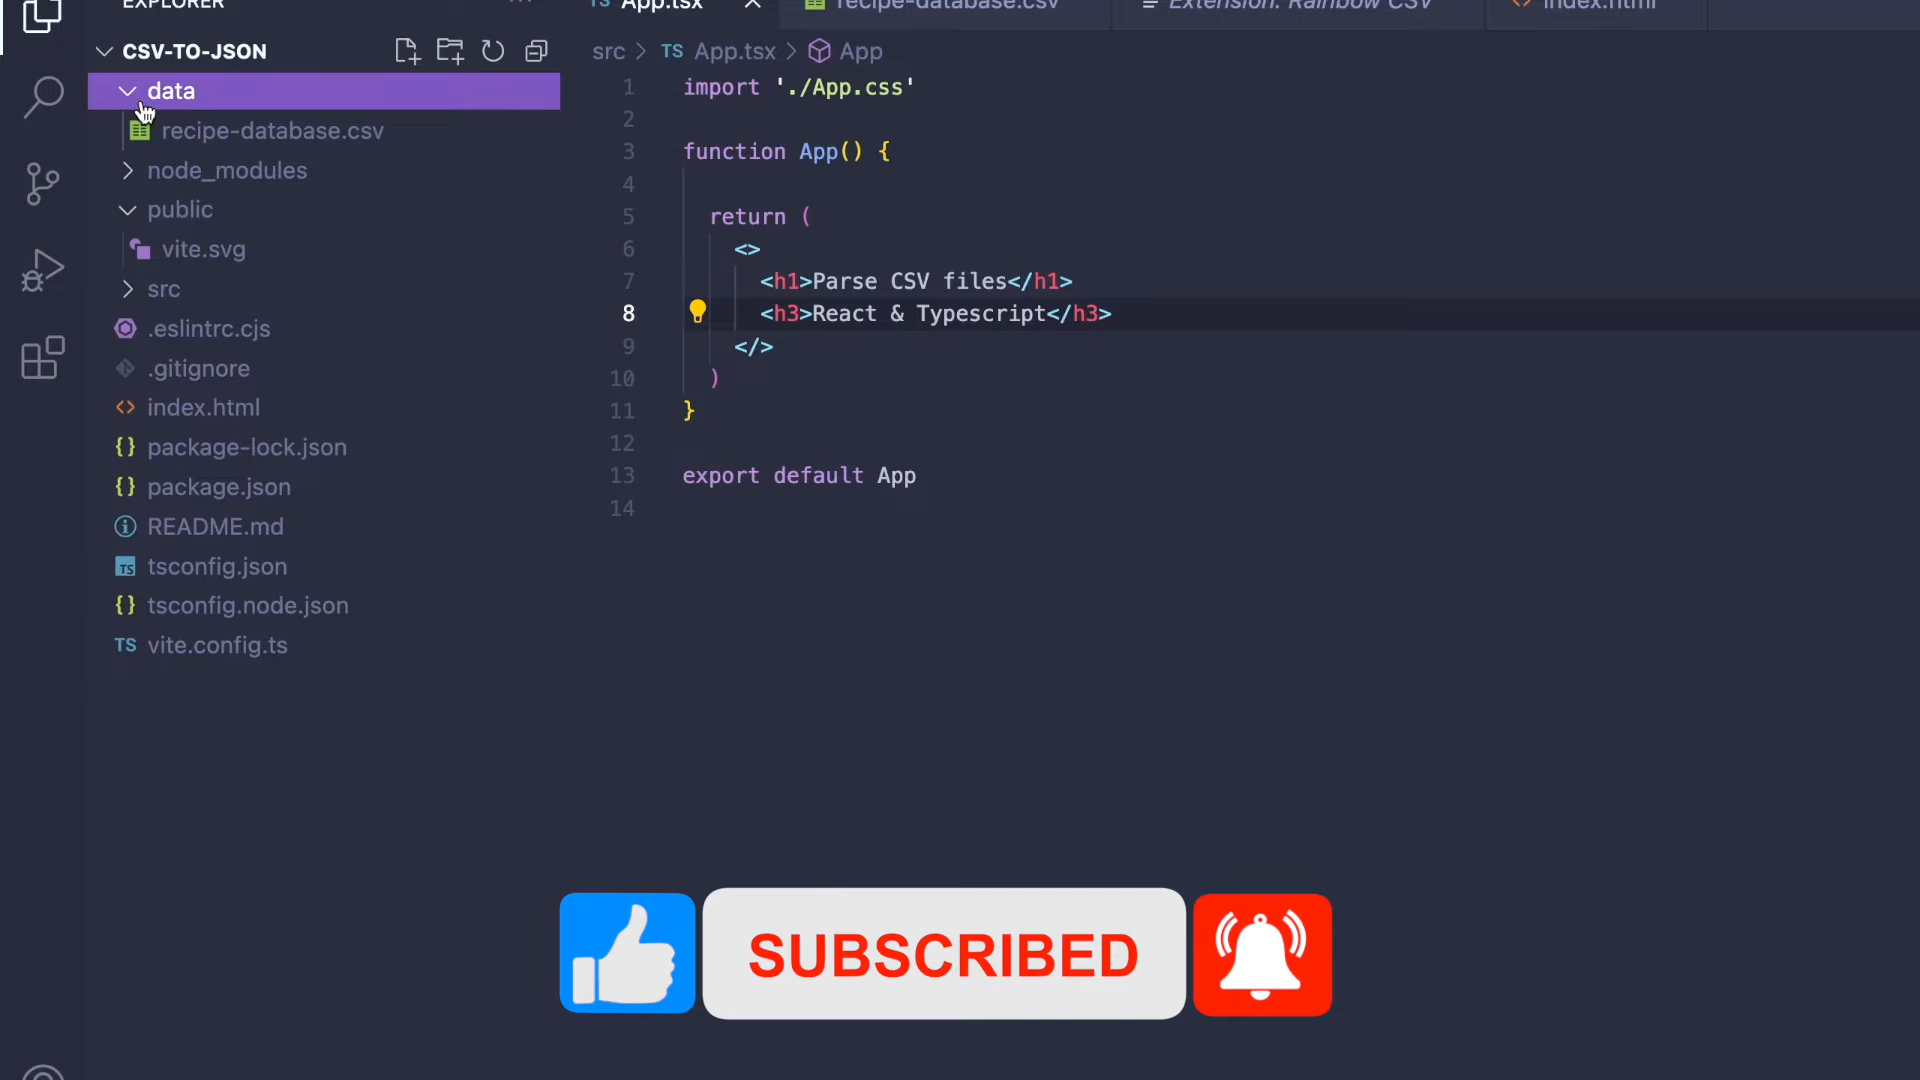 EXPLORER
App.tsx
recipe-database.csv
Extension: Rainbow CSV
index.html
CSV-TO-JSON
src > TS App.tsx > App
data
recipe-database.csv
node_modules
public
vite.svg
src
.eslintrc.cjs
.gitignore
index.html
package-lock.json
package.json
README.md
TS tsconfig.json
tsconfig.node.json
TS vite.config.ts
1 import './App.css'
2
3 function App() {
4
5 return (
6 <>
7 <h1>Parse CSV files</h1>
8 <h3>React & Typescript</h3>
9 </>
10 )
11 }
12
13 export default App
14
SUBSCRIBED